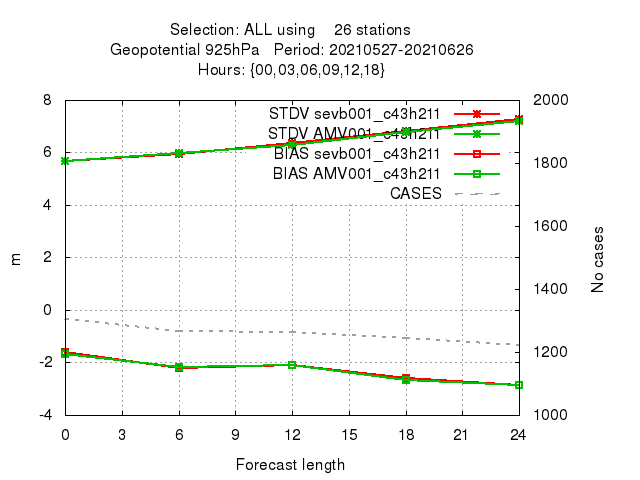 Selection: ALL using 26 stations
Geopotential 925hPa Period: 20210527-20210626
Hours: {00,03,06,09,12,18}
8
6
4
2
0
-2
-4
m
STDV sevb001_c43h211
STDV AMV001_c43h211
BIAS sevb001_c43h211
BIAS AMV001_c43h211
CASES
2000
1800
1600
1400
1200
1000
No cases
0 3 6 9 12 15 18 21 24
Forecast length